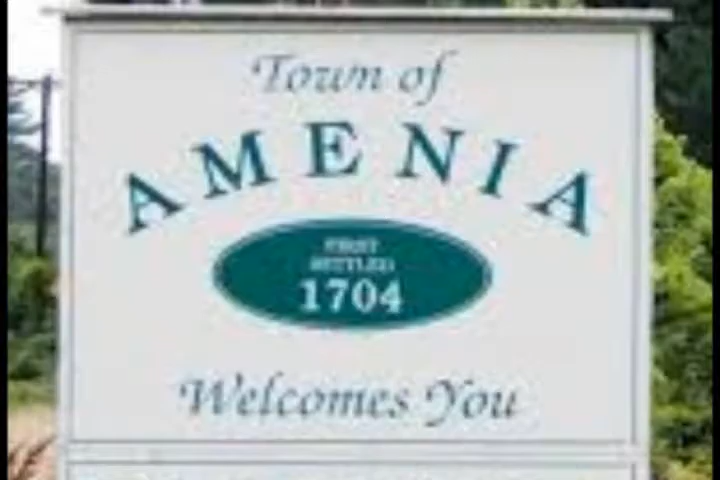 Town of
AMENIA
FIRST
SETTLED
1704
Welcomes You